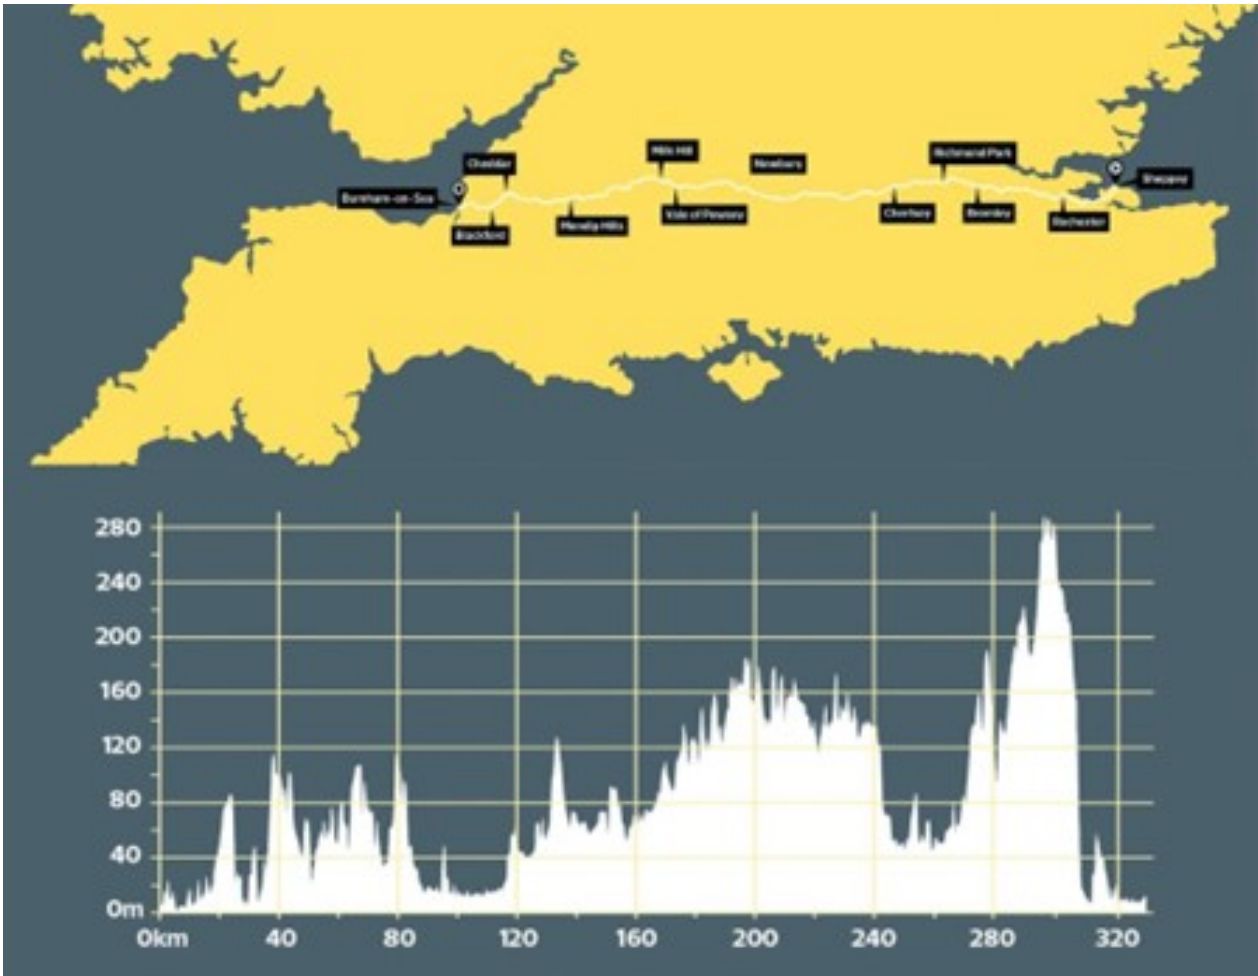 Cheddar
Milk Hill
Newbury
Richmond Park
Sheppey
Burnham-on-Sea
Blackford
Mendip Hills
Vale of Pewsey
Chertsey
Bromley
Rochester
280
240
200
160
120
80
40
0m
0km 40 80 120 160 200 240 280 320